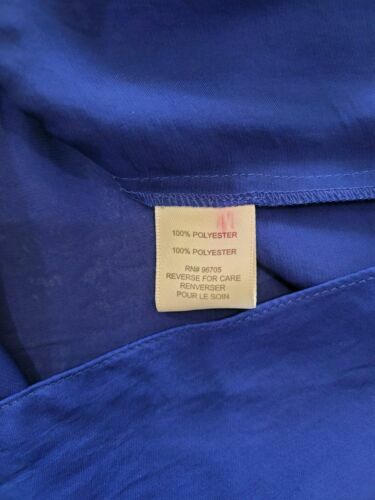 100% POLYESTER
100% POLYESTER
RN# 96705
REVERSE FOR CARE
RENVERSER
POUR LE SOIN